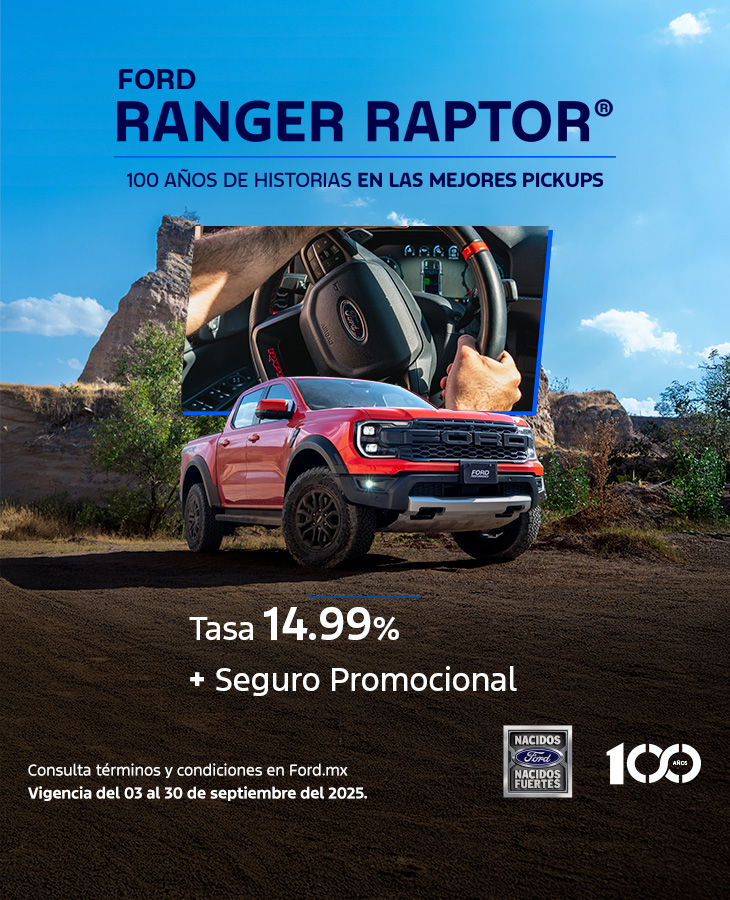 FORD
RANGER RAPTOR®
100 AÑOS DE HISTORIAS EN LAS MEJORES PICKUPS
Ford
FORD
FORD
Tasa 14.99%
+ Seguro Promocional
NACIDOS
Ford
NACIDOS
FUERTES
100 AÑOS
Consulta términos y condiciones en Ford.mx
Vigencia del 03 al 30 de septiembre del 2025.